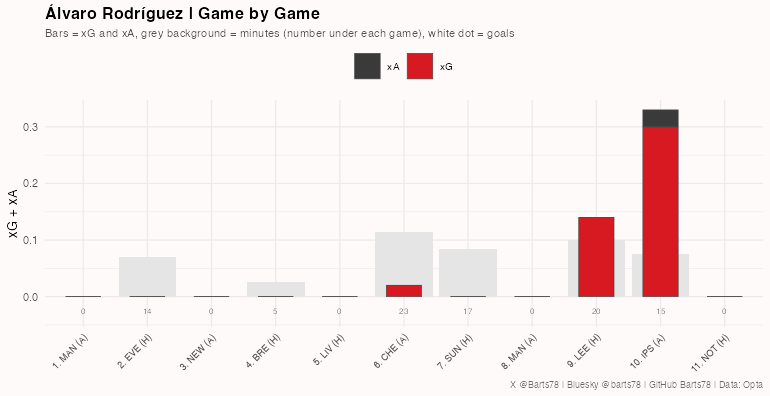 Álvaro Rodríguez | Game by Game
Bars = xG and xA, grey background = minutes (number under each game), white dot = goals
xA
xG
xG + xA
0.3
0.2
0.1
0.0
0 14 0 5 0 23 17 0 20 15 0
1. MAN (A)
2. EVE (H)
3. NEW (A)
4. BRE (H)
5. LIV (H)
6. CHE (A)
7. SUN (H)
8. MAN (A)
9. LEE (H)
10. IPS (A)
11. NOT (H)
X @Barts78 | Bluesky @barts78 | GitHub Barts78 | Data: Opta